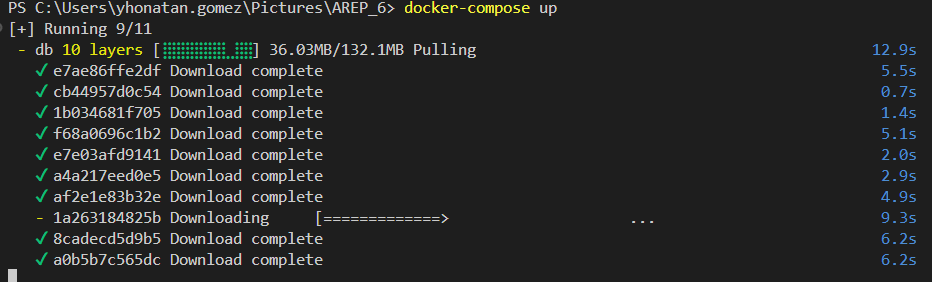 PS C:\Users\yhonatan.gomez\Pictures\AREP_6> docker-compose up
[+] Running 9/11
- db 10 layers [⣿⣿⣿⣿⣿⣿⣿⠀⣿⣿] 36.03MB/132.1MB Pulling 12.9s
✔ e7ae86ffe2df Download complete 5.5s
✔ cb44957d0c54 Download complete 0.7s
✔ 1b034681f705 Download complete 1.4s
✔ f68a0696c1b2 Download complete 5.1s
✔ e7e03afd9141 Download complete 2.0s
✔ a4a217eed0e5 Download complete 2.9s
✔ af2e1e83b32e Download complete 4.9s
- 1a263184825b Downloading [=============> ... 9.3s
✔ 8cadecd5d9b5 Download complete 6.2s
✔ a0b5b7c565dc Download complete 6.2s